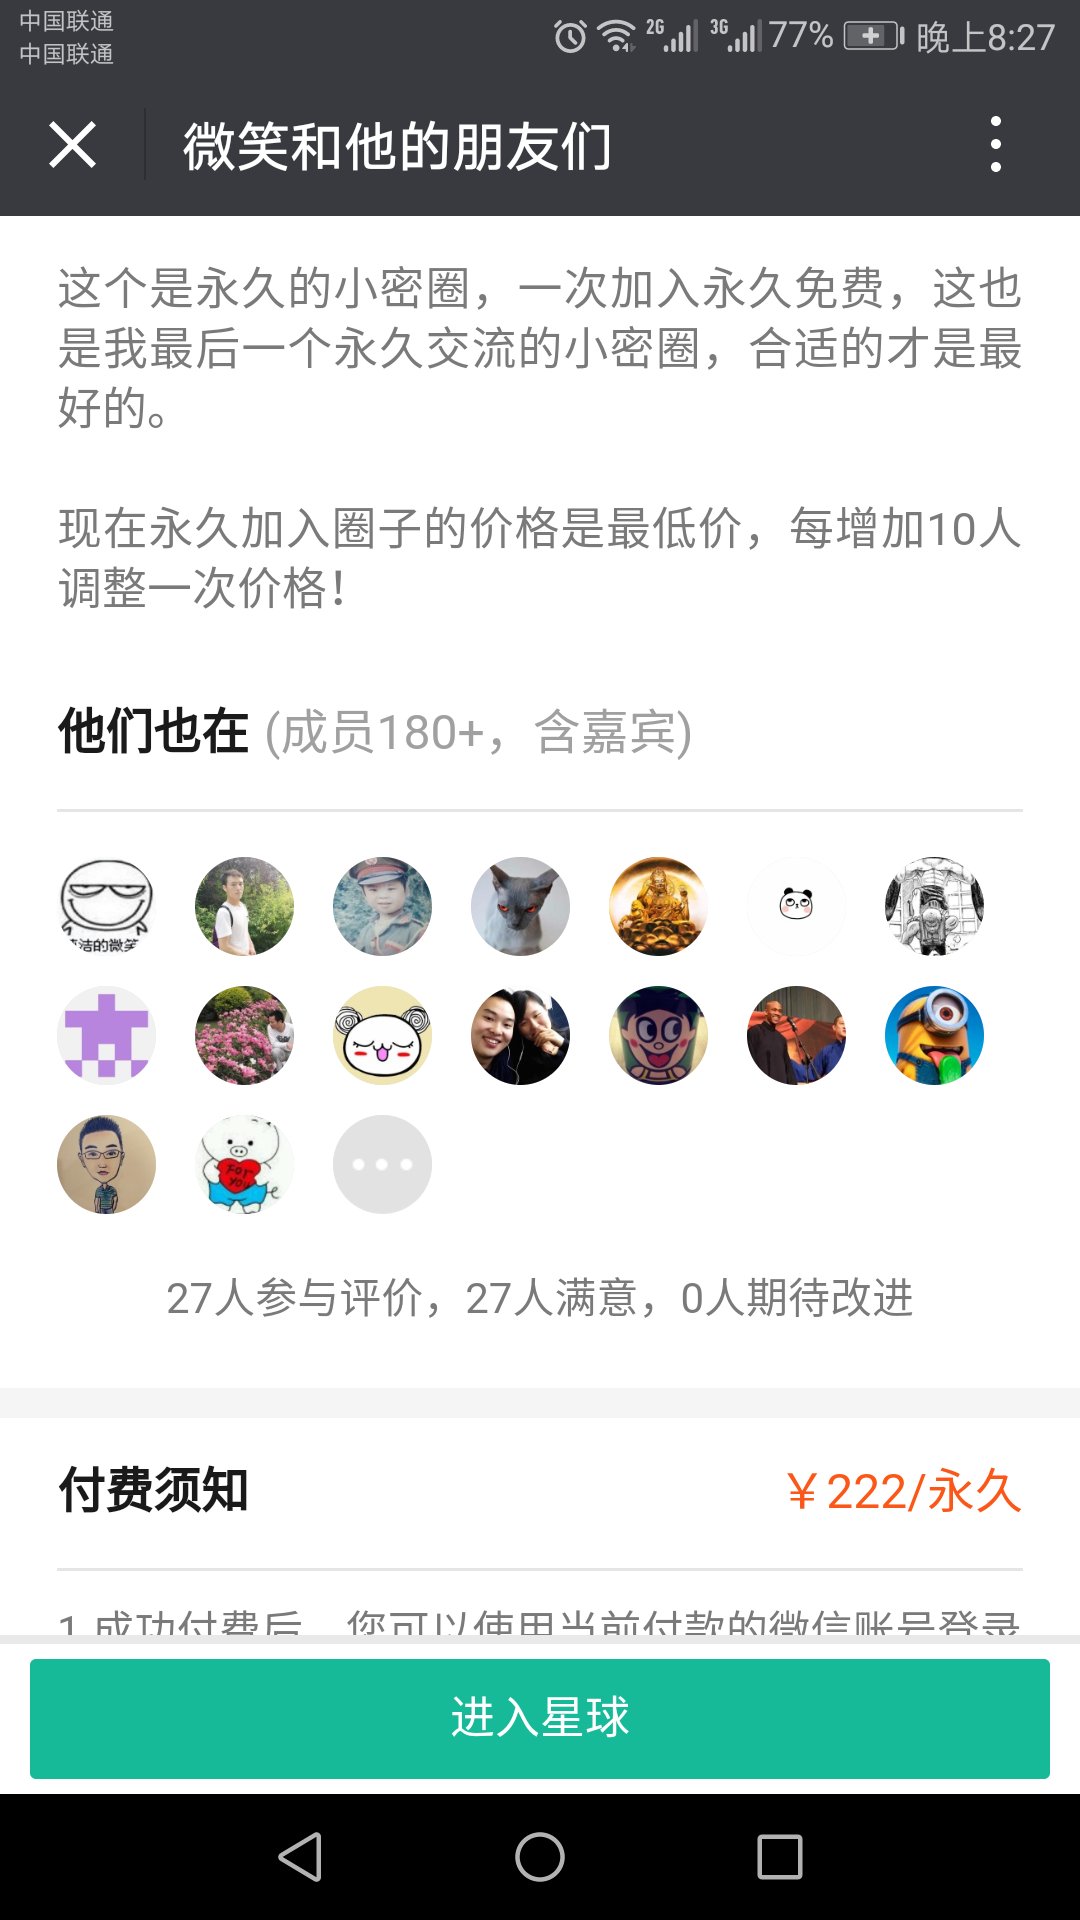 中国联通
中国联通
2G 3G 77% 晚上8:27
微笑和他的朋友们
这个是永久的小密圈，一次加入永久免费，这也
是我最后一个永久交流的小密圈，合适的才是最
好的。
现在永久加入圈子的价格是最低价，每增加10人
调整一次价格！
他们也在 (成员180+，含嘉宾)
洁的微笑
FOR
YOU
27人参与评价，27人满意，0人期待改进
付费须知 ￥222/永久
1.成功付费后，您可以使用当前付款的微信账号登录
进入星球